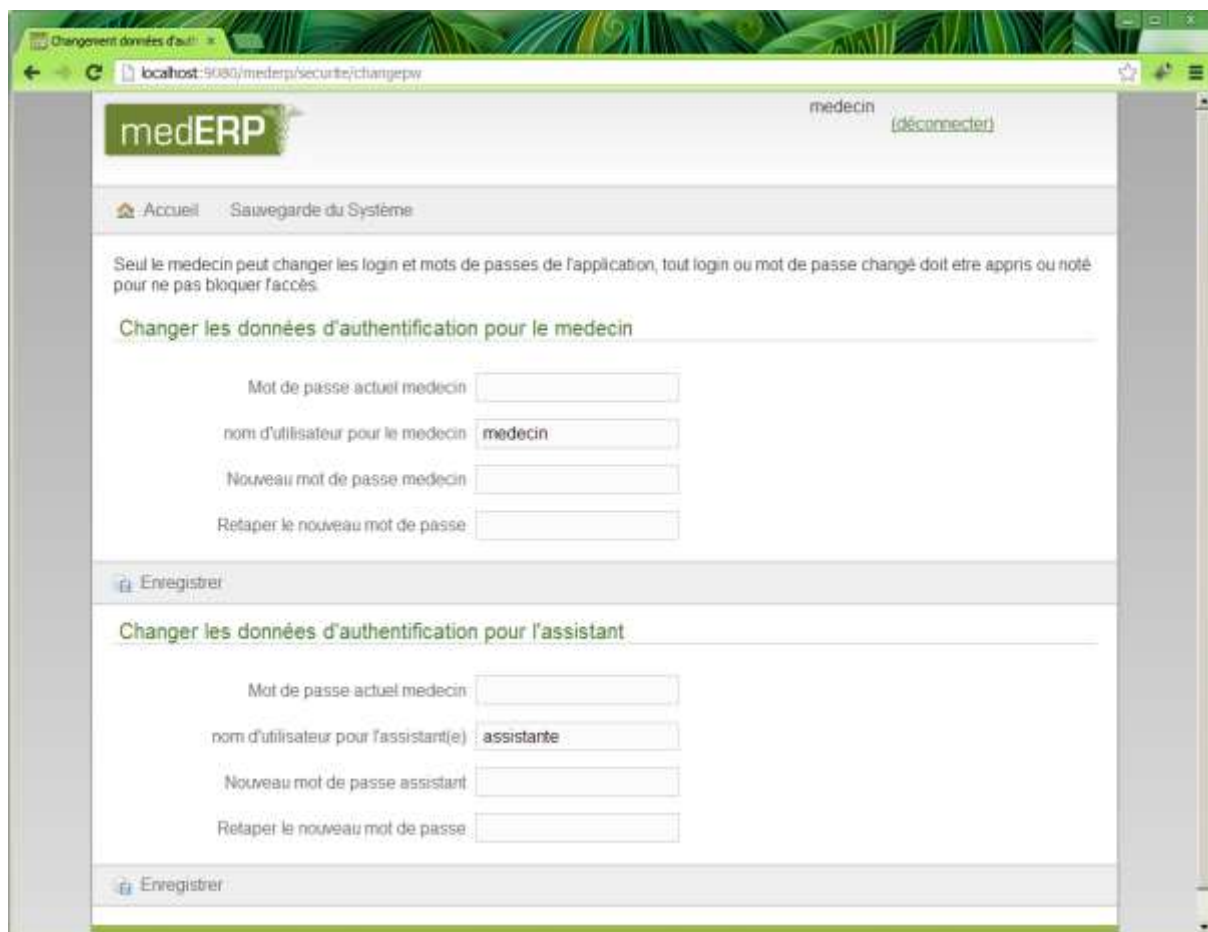 Changement données d'auth
localhost:9080/mederp/securite/changepw
medERP
medecin
(déconnecter)
Accueil Sauvegarde du Système
Seul le medecin peut changer les login et mots de passes de l'application, tout login ou mot de passe changé doit etre appris ou noté
pour ne pas bloquer l'accès.
Changer les données d'authentification pour le medecin
Mot de passe actuel medecin
nom d'utilisateur pour le medecin medecin
Nouveau mot de passe medecin
Retaper le nouveau mot de passe
Enregistrer
Changer les données d'authentification pour l'assistant
Mot de passe actuel medecin
nom d'utilisateur pour l'assistant(e) assistante
Nouveau mot de passe assistant
Retaper le nouveau mot de passe
Enregistrer